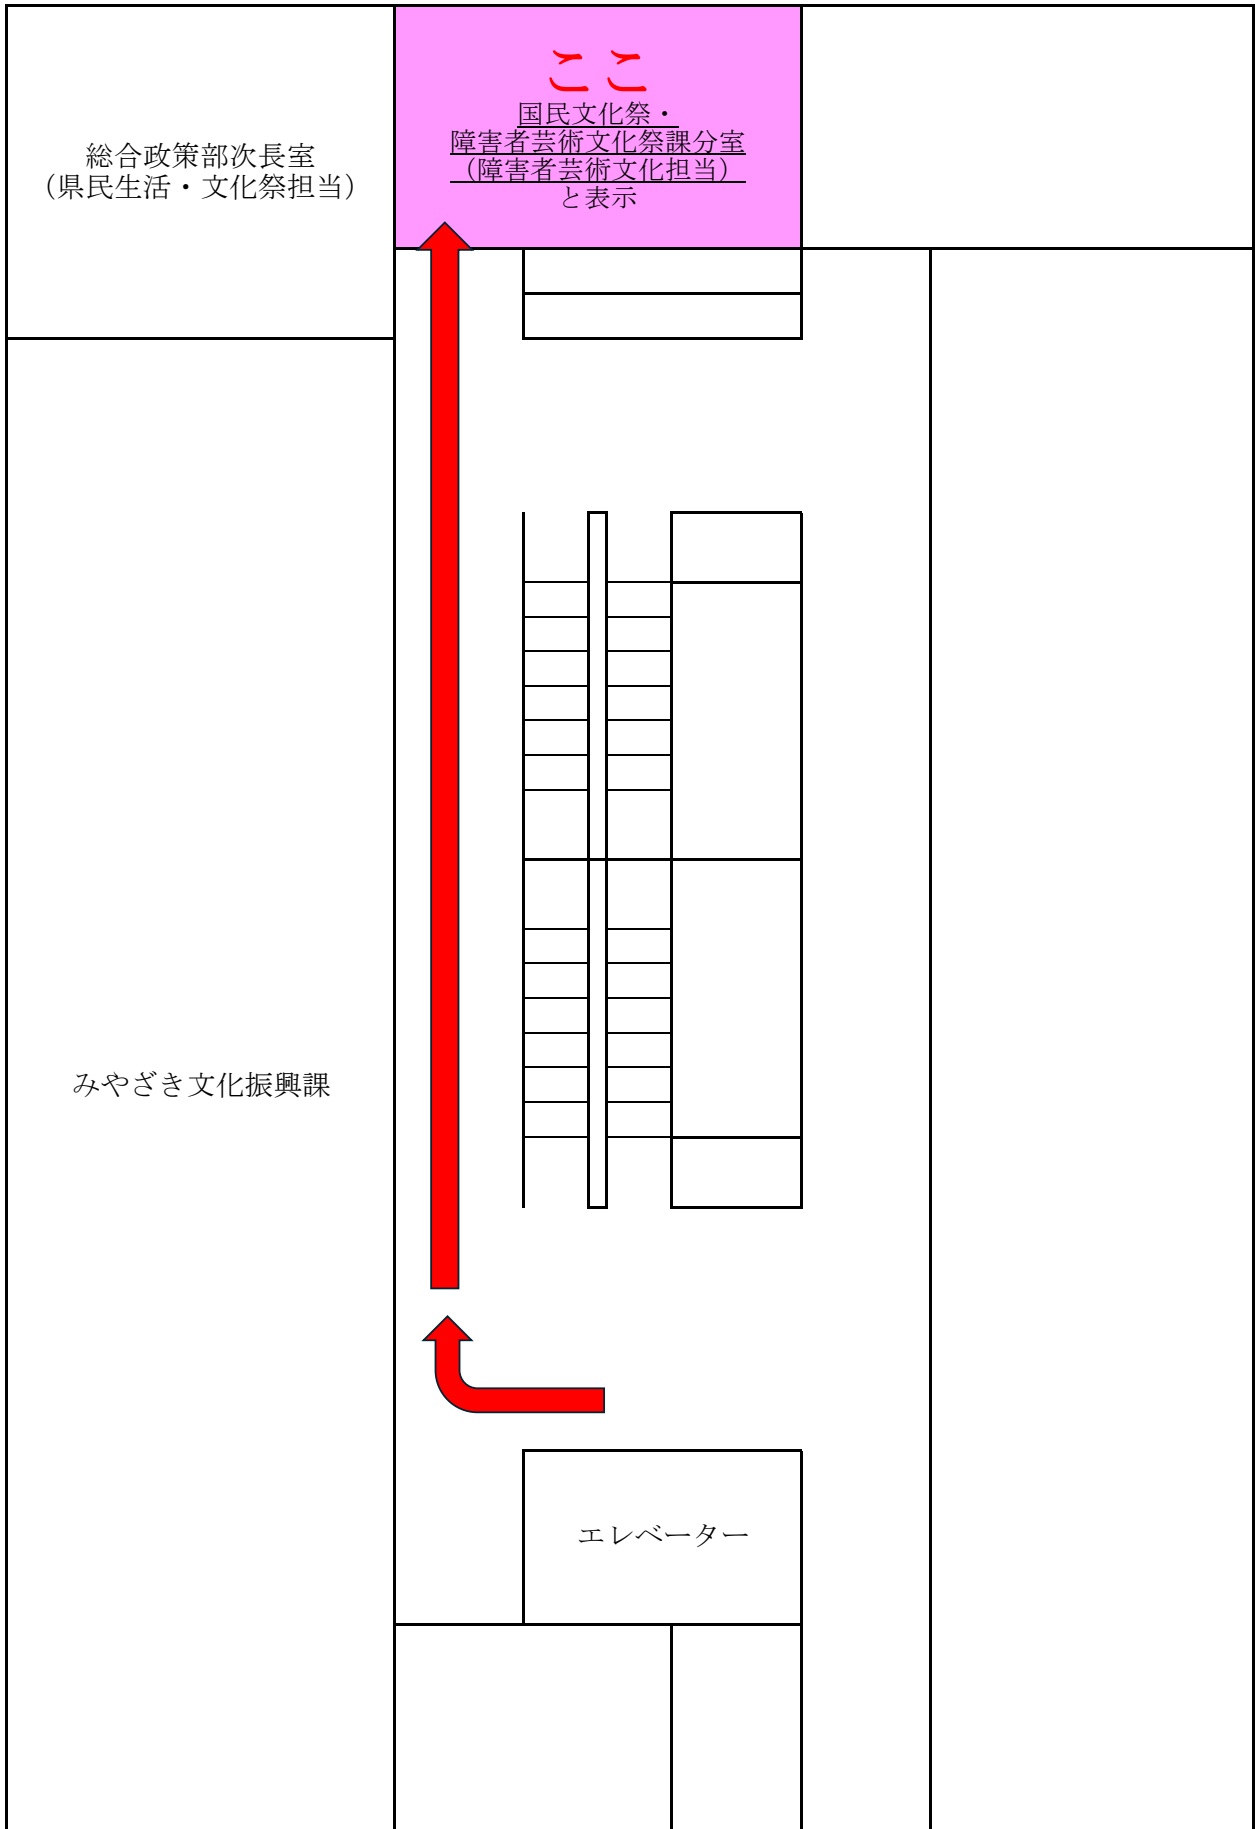 ここ
国民文化祭・
障害者芸術文化祭課分室
（障害者芸術文化担当）
と表示
総合政策部次長室
（県民生活・文化祭担当）
みやざき文化振興課
エレベーター